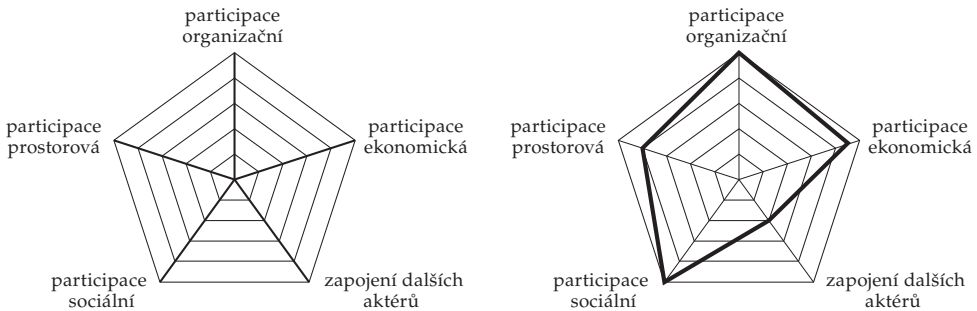 participace
organizační
participace
prostorová
participace
ekonomická
participace
sociální
zapojení dalších
aktérů
participace
organizační
participace
prostorová
participace
ekonomická
participace
sociální
zapojení dalších
aktérů